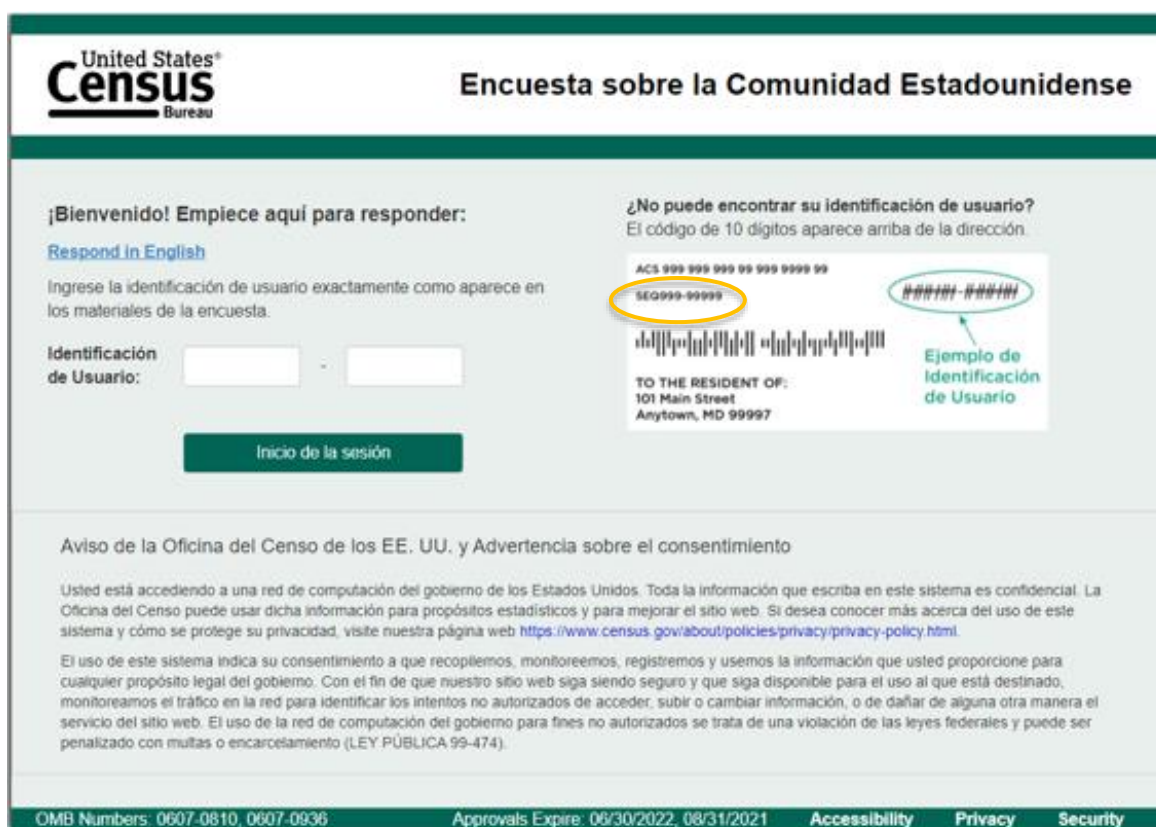 United States®
Census
Bureau
Encuesta sobre la Comunidad Estadounidense
¡Bienvenido! Empiece aquí para responder:
Respond in English
Ingrese la identificación de usuario exactamente como aparece en
los materiales de la encuesta.
Identificación
de Usuario:
-
Inicio de la sesión
¿No puede encontrar su identificación de usuario?
El código de 10 dígitos aparece arriba de la dirección.
ACS 999 999 999 99 999 9999 99
SEQ999-99999
#####-#####
Ejemplo de
Identificación
de Usuario
TO THE RESIDENT OF:
101 Main Street
Anytown, MD 99997
Aviso de la Oficina del Censo de los EE. UU. y Advertencia sobre el consentimiento
Usted está accediendo a una red de computación del gobierno de los Estados Unidos. Toda la información que escriba en este sistema es confidencial. La
Oficina del Censo puede usar dicha información para propósitos estadísticos y para mejorar el sitio web. Si desea conocer más acerca del uso de este
sistema y cómo se protege su privacidad, visite nuestra página web https://www.census.gov/about/policies/privacy/privacy-policy.html.
El uso de este sistema indica su consentimiento a que recopilemos, monitoreemos, registremos y usemos la información que usted proporcione para
cualquier propósito legal del gobierno. Con el fin de que nuestro sitio web siga siendo seguro y que siga disponible para el uso al que está destinado,
monitoreamos el tráfico en la red para identificar los intentos no autorizados de acceder, subir o cambiar información, o de dañar de alguna otra manera el
servicio del sitio web. El uso de la red de computación del gobierno para fines no autorizados se trata de una violación de las leyes federales y puede ser
penalizado con multas o encarcelamiento (LEY PÚBLICA 99-474).
OMB Numbers: 0607-0810, 0607-0936 Approvals Expire: 06/30/2022, 08/31/2021 Accessibility Privacy Security